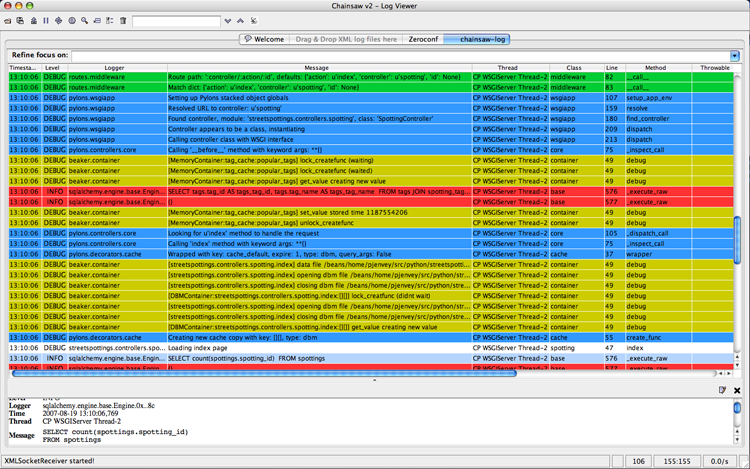 Chainsaw v2 - Log Viewer
Welcome Drag & Drop XML log files here Zeroconf chainsaw-log
Refine focus on:
Timesta... Level Logger Message Thread Class Line Method Throwable
13:10:06 DEBUG routes.middleware Route path: ':controller/:action/:id', defaults: {'action': u'index', 'controller': u'spotting', 'id': None} CP WSGIServer Thread-2 middleware 82 __call__
13:10:06 DEBUG routes.middleware Match dict: {'action': u'index', 'controller': u'spotting', 'id': None} CP WSGIServer Thread-2 middleware 83 __call__
13:10:06 DEBUG pylons.wsgiapp Setting up Pylons stacked object globals CP WSGIServer Thread-2 wsgiapp 107 setup_app_env
13:10:06 DEBUG pylons.wsgiapp Resolved URL to controller: u'spotting' CP WSGIServer Thread-2 wsgiapp 159 resolve
13:10:06 DEBUG pylons.wsgiapp Found controller, module: 'streetspottings.controllers.spotting', class: 'SpottingController' CP WSGIServer Thread-2 wsgiapp 180 find_controller
13:10:06 DEBUG pylons.wsgiapp Controller appears to be a class, instantiating CP WSGIServer Thread-2 wsgiapp 209 dispatch
13:10:06 DEBUG pylons.wsgiapp Calling controller class with WSGI interface CP WSGIServer Thread-2 wsgiapp 213 dispatch
13:10:06 DEBUG pylons.controllers.core Calling '__before__' method with keyword args: **{} CP WSGIServer Thread-2 core 75 _inspect_call
13:10:06 DEBUG beaker.container [MemoryContainer:tag_cache:popular_tags] lock_createfunc (waiting) CP WSGIServer Thread-2 container 49 debug
13:10:06 DEBUG beaker.container [MemoryContainer:tag_cache:popular_tags] lock_createfunc (waited) CP WSGIServer Thread-2 container 49 debug
13:10:06 DEBUG beaker.container [MemoryContainer:tag_cache:popular_tags] get_value creating new value CP WSGIServer Thread-2 container 49 debug
13:10:06 INFO sqlalchemy.engine.base.Engin... SELECT tags.tag_id AS tags_tag_id, tags.tag_name AS tags_tag_name FROM tags JOIN spotting_tag... CP WSGIServer Thread-2 base 576 _execute_raw
13:10:06 INFO sqlalchemy.engine.base.Engin... {} CP WSGIServer Thread-2 base 577 _execute_raw
13:10:06 DEBUG beaker.container [MemoryContainer:tag_cache:popular_tags] set_value stored time 1187554206 CP WSGIServer Thread-2 container 49 debug
13:10:06 DEBUG beaker.container [MemoryContainer:tag_cache:popular_tags] unlock_createfunc CP WSGIServer Thread-2 container 49 debug
13:10:06 DEBUG pylons.controllers.core Looking for u'index' method to handle the request CP WSGIServer Thread-2 core 105 _dispatch_call
13:10:06 DEBUG pylons.controllers.core Calling 'index' method with keyword args: **{} CP WSGIServer Thread-2 core 75 _inspect_call
13:10:06 DEBUG pylons.decorators.cache Wrapped with key: cache_default, expire: 1, type: dbm, query_args: False CP WSGIServer Thread-2 cache 37 wrapper
13:10:06 DEBUG beaker.container [streetspottings.controllers.spotting.index] data file /beans/home/pjenvey/src/python/streetspotti... CP WSGIServer Thread-2 container 49 debug
13:10:06 DEBUG beaker.container [streetspottings.controllers.spotting.index] opening dbm file /beans/home/pjenvey/src/python/stre... CP WSGIServer Thread-2 container 49 debug
13:10:06 DEBUG beaker.container [streetspottings.controllers.spotting.index] closing dbm file /beans/home/pjenvey/src/python/stre... CP WSGIServer Thread-2 container 49 debug
13:10:06 DEBUG beaker.container [DBMContainer:streetspottings.controllers.spotting.index:[][]] lock_creatfunc (didnt wait) CP WSGIServer Thread-2 container 49 debug
13:10:06 DEBUG beaker.container [streetspottings.controllers.spotting.index] opening dbm file /beans/home/pjenvey/src/python/stre... CP WSGIServer Thread-2 container 49 debug
13:10:06 DEBUG beaker.container [streetspottings.controllers.spotting.index] closing dbm file /beans/home/pjenvey/src/python/stre... CP WSGIServer Thread-2 container 49 debug
13:10:06 DEBUG beaker.container [DBMContainer:streetspottings.controllers.spotting.index:[][]] get_value creating new value CP WSGIServer Thread-2 container 49 debug
13:10:06 DEBUG pylons.decorators.cache Creating new cache copy with key: [][], type: dbm CP WSGIServer Thread-2 cache 55 create_func
13:10:06 DEBUG streetspottings.controllers.spo... Loading index page CP WSGIServer Thread-2 spotting 47 index
13:10:06 INFO sqlalchemy.engine.base.Engin... SELECT count(spottings.spotting_id) FROM spottings CP WSGIServer Thread-2 base 576 _execute_raw
13:10:06 INFO sqlalchemy.engine.base.Engin... {} CP WSGIServer Thread-2 base 577 _execute_raw
Level INFO
Logger sqlalchemy.engine.base.Engine.0x..8c
Time 2007-08-19 13:10:06,769
Thread CP WSGIServer Thread-2
Message SELECT count(spottings.spotting_id)
FROM spottings
XMLSocketReceiver started! 106 155:155 0.0/s